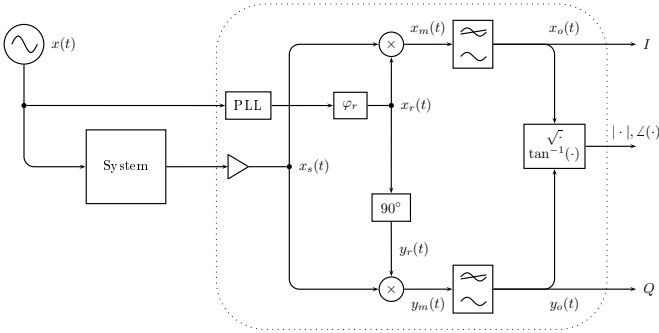 x(t)
x_m(t)
x_o(t)
×
I
PLL
φ_r
x_r(t)
System
x_s(t)
√·
tan⁻¹(·)
| · |, ∠(·)
90°
y_r(t)
×
y_m(t)
y_o(t)
Q